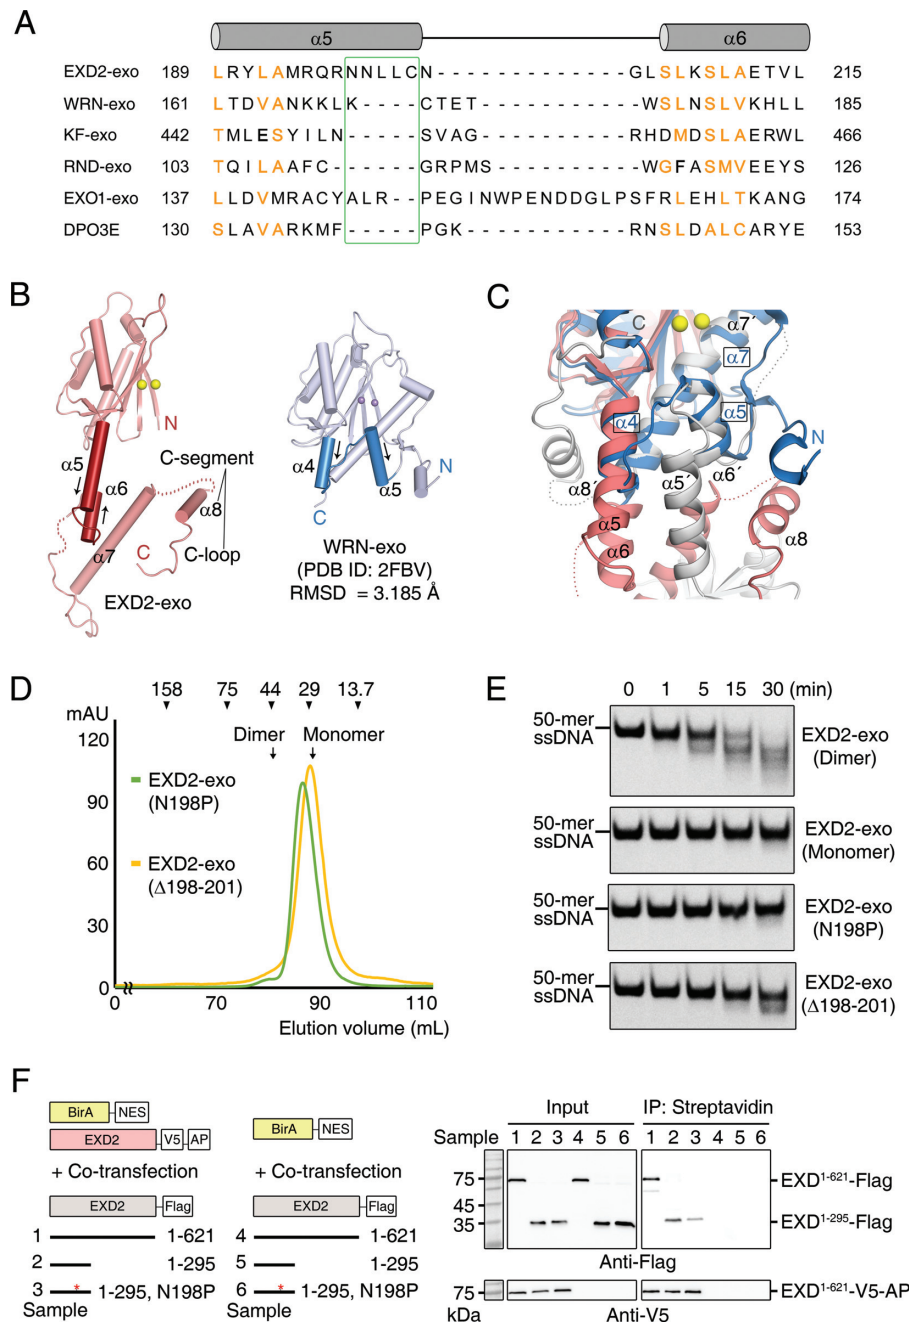 A
α5 α6
EXD2-exo 189 LRYLAMRQRNNLLCN--------------GLSLKSLAETVL 215
WRN-exo 161 LTDVANKKLK----CTET-----------WSLNSLVKHLL 185
KF-exo 442 TMLESYILN-----SVAG----------RHDMDSLAERWL 466
RND-exo 103 TQILAAFC------GRPMS----------WGFASMVEEYS 126
EXO1-exo 137 LLDVMRACYALR--PEGINWPENDDGLPSFRLEHLTKANG 174
DPO3E 130 SLAVARKMF-----PGK-----------RNSLDALCARYE 153
B
N
α5
α6
C-segment
α8
α7
C
C-loop
EXD2-exo
α4
α5
N
C
WRN-exo
(PDB ID: 2FBV)
RMSD = 3.185 Å
C
C
α7´
α7
α4
α5
N
α8´
α5´
α6´
α5
α6
α8
D
158 75 44 29 13.7
mAU
Dimer Monomer
120
90
60
30
0
EXD2-exo
(N198P)
EXD2-exo
(Δ198-201)
0 70 90 110
Elution volume (mL)
E
0 1 5 15 30 (min)
50-mer
ssDNA
EXD2-exo
(Dimer)
50-mer
ssDNA
EXD2-exo
(Monomer)
50-mer
ssDNA
EXD2-exo
(N198P)
50-mer
ssDNA
EXD2-exo
(Δ198-201)
F
BirA NES
EXD2 V5 AP
+ Co-transfection
EXD2 Flag
1 1-621
2 1-295
3 * 1-295, N198P
Sample
BirA NES
+ Co-transfection
EXD2 Flag
4 1-621
5 1-295
6 * 1-295, N198P
Sample
Input IP: Streptavidin
Sample 1 2 3 4 5 6 1 2 3 4 5 6
75
45
35
EXD1-621-Flag
EXD1-295-Flag
Anti-Flag
75
EXD1-621-V5-AP
kDa
Anti-V5